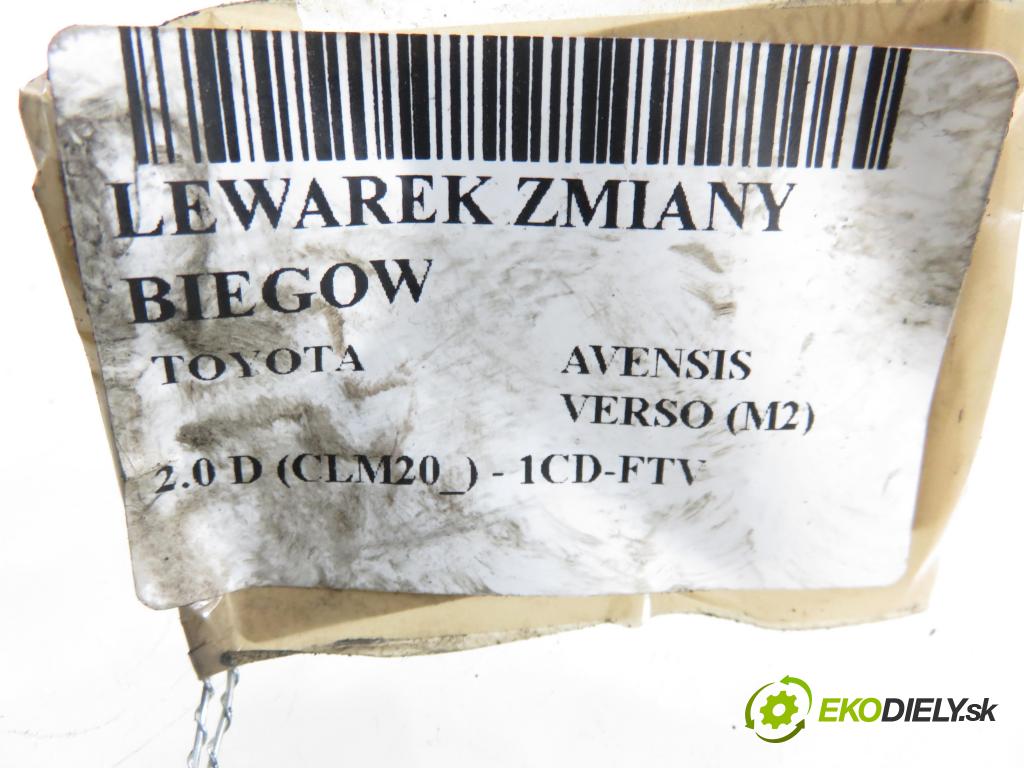 LEWAREK ZMIANY
BIEGOW
TOYOTA AVENSIS
VERSO (M2)
2.0 D (CLM20_) - 1CD-FTV
EKODIELY.sk